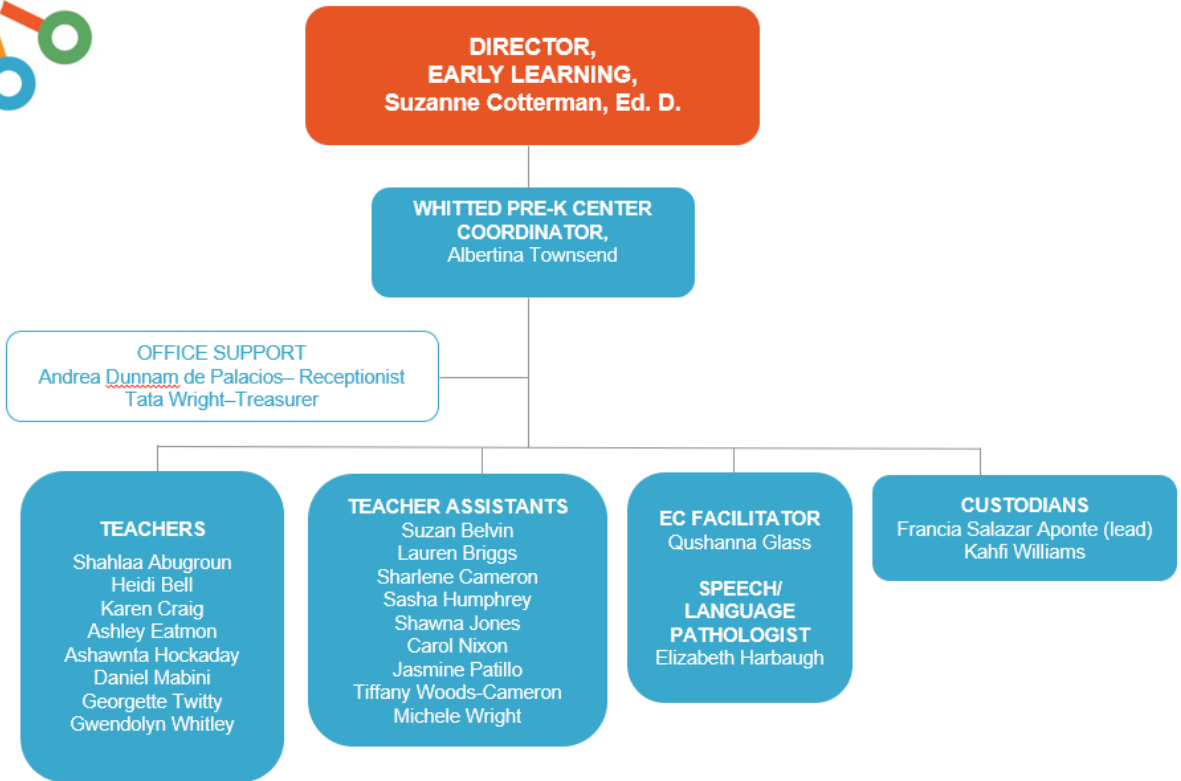 DIRECTOR,
EARLY LEARNING,
Suzanne Cotterman, Ed. D.
WHITTED PRE-K CENTER
COORDINATOR,
Albertina Townsend
OFFICE SUPPORT
Andrea Dunnam de Palacios– Receptionist
Tata Wright–Treasurer
TEACHERS
Shahlaa Abugroun
Heidi Bell
Karen Craig
Ashley Eatmon
Ashawnta Hockaday
Daniel Mabini
Georgette Twitty
Gwendolyn Whitley
TEACHER ASSISTANTS
Suzan Belvin
Lauren Briggs
Sharlene Cameron
Sasha Humphrey
Shawna Jones
Carol Nixon
Jasmine Patillo
Tiffany Woods-Cameron
Michele Wright
EC FACILITATOR
Qushanna Glass
SPEECH/
LANGUAGE
PATHOLOGIST
Elizabeth Harbaugh
CUSTODIANS
Francia Salazar Aponte (lead)
Kahfi Williams